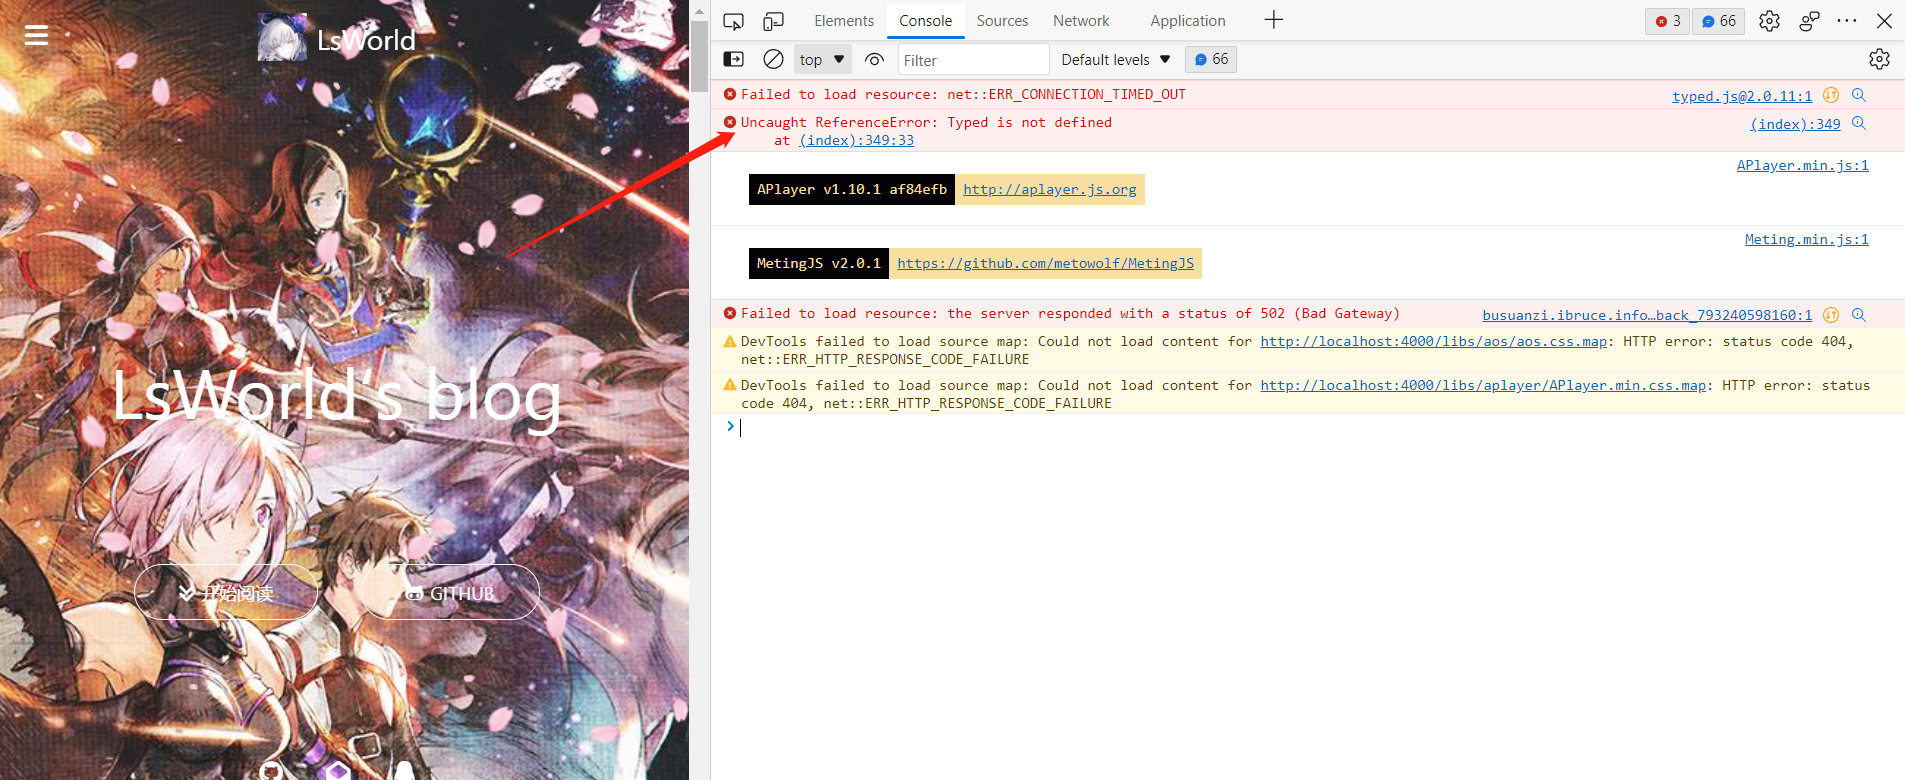 LsWorld
LsWorld‘s blog
开始阅读
GITHUB
Elements
Console
Sources
Network
Application
3
66
top
Filter
Default levels
66
Failed to load resource: net::ERR_CONNECTION_TIMED_OUT
typed.js@2.0.11:1
Uncaught ReferenceError: Typed is not defined
(index):349
at (index):349:33
APlayer.min.js:1
APlayer v1.10.1 af84efb http://aplayer.js.org
Meting.min.js:1
MetingJS v2.0.1 https://github.com/metowolf/MetingJS
Failed to load resource: the server responded with a status of 502 (Bad Gateway)
busuanzi.ibruce.info…back_793240598160:1
DevTools failed to load source map: Could not load content for http://localhost:4000/libs/aos/aos.css.map: HTTP error: status code 404,
net::ERR_HTTP_RESPONSE_CODE_FAILURE
DevTools failed to load source map: Could not load content for http://localhost:4000/libs/aplayer/APlayer.min.css.map: HTTP error: status
code 404, net::ERR_HTTP_RESPONSE_CODE_FAILURE